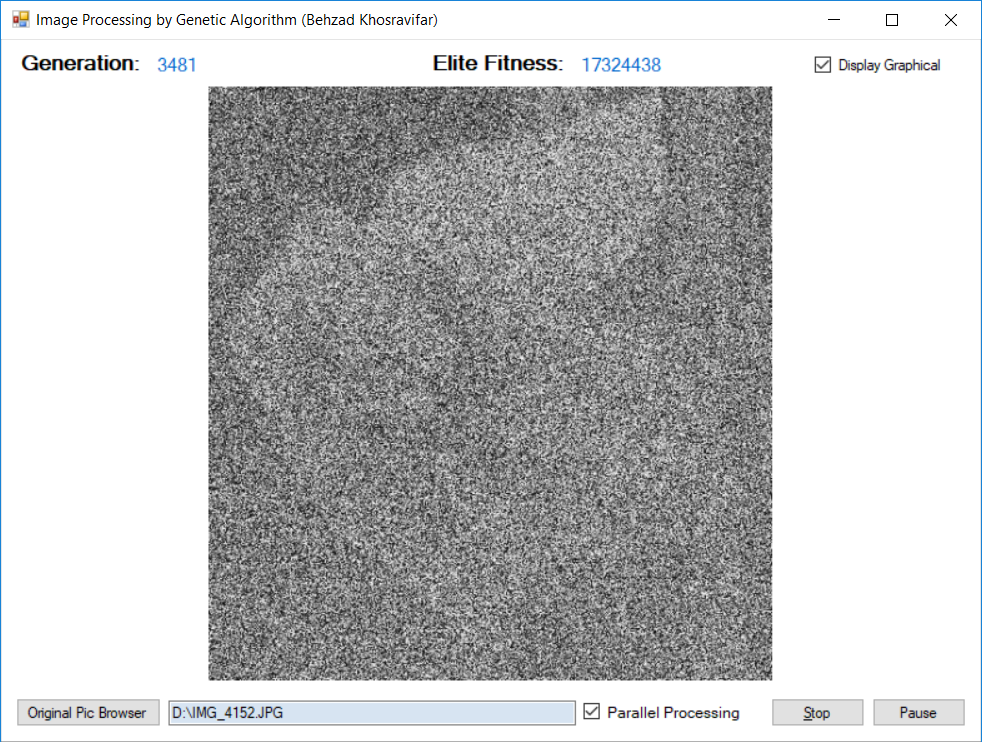 Image Processing by Genetic Algorithm (Behzad Khosravifar)
Generation: 3481 Elite Fitness: 17324438 Display Graphical
Original Pic Browser D:\IMG_4152.JPG Parallel Processing Stop Pause